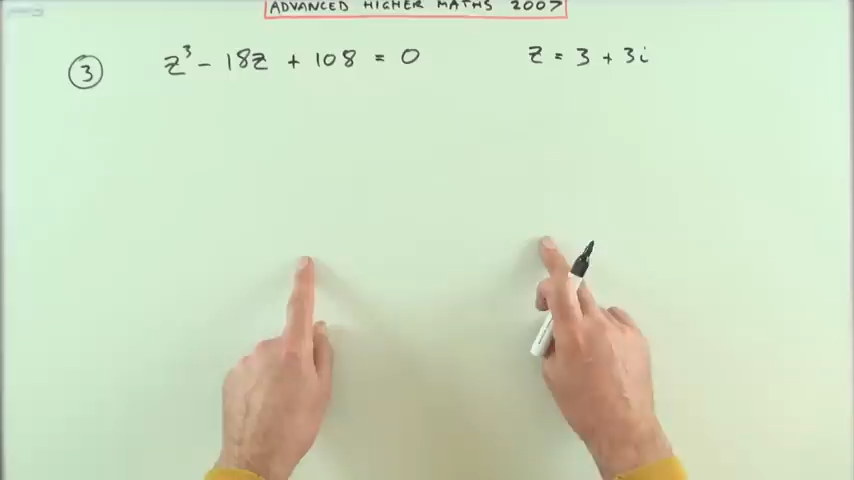 ADVANCED HIGHER MATHS 2007
3 z³ - 18z + 108 = 0 z = 3 + 3i